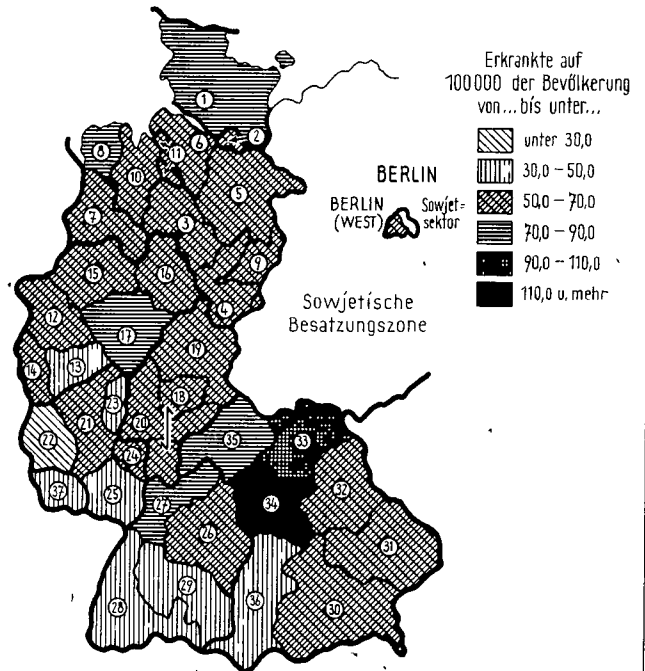 Erkrankte auf
100000 der Bevölkerung
von... bis unter...
unter 30,0
30,0 – 50,0
50,0 – 70,0
70,0 – 90,0
90,0 – 110,0
110,0 u. mehr
BERLIN
BERLIN
(WEST)
Sowjet=
sektor
Sowjetische
Besatzungszone
1
2
6
11
8
10
5
7
3
9
15
16
4
12
17
19
13
14
18
23
20
21
22
24
35
33
37
25
27
34
32
26
31
29
28
36
30